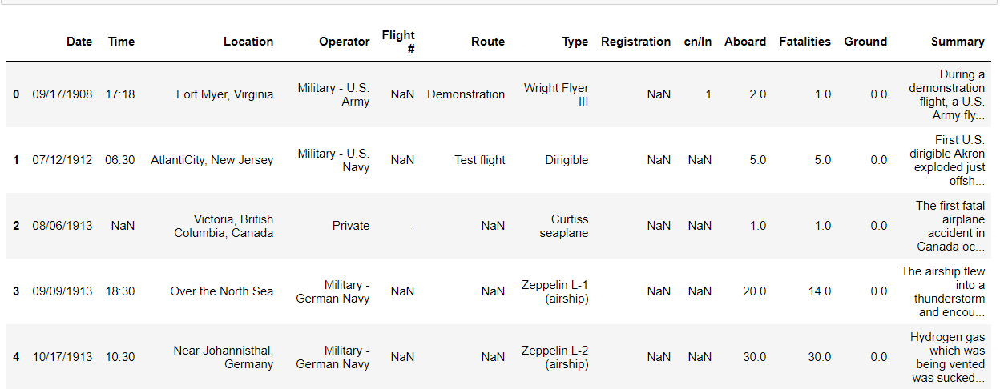 Date Time Location Operator Flight # Route Type Registration cn/In Aboard Fatalities Ground Summary
0 09/17/1908 17:18 Fort Myer, Virginia Military - U.S. Army NaN Demonstration Wright Flyer III NaN 1 2.0 1.0 0.0 During a demonstration flight, a U.S. Army fly...
1 07/12/1912 06:30 AtlantiCity, New Jersey Military - U.S. Navy NaN Test flight Dirigible NaN NaN 5.0 5.0 0.0 First U.S. dirigible Akron exploded just offsh...
2 08/06/1913 NaN Victoria, British Columbia, Canada Private - NaN Curtiss seaplane NaN NaN 1.0 1.0 0.0 The first fatal airplane accident in Canada oc...
3 09/09/1913 18:30 Over the North Sea Military - German Navy NaN NaN Zeppelin L-1 (airship) NaN NaN 20.0 14.0 0.0 The airship flew into a thunderstorm and encou...
4 10/17/1913 10:30 Near Johannisthal, Germany Military - German Navy NaN NaN Zeppelin L-2 (airship) NaN NaN 30.0 30.0 0.0 Hydrogen gas which was being vented was sucked...